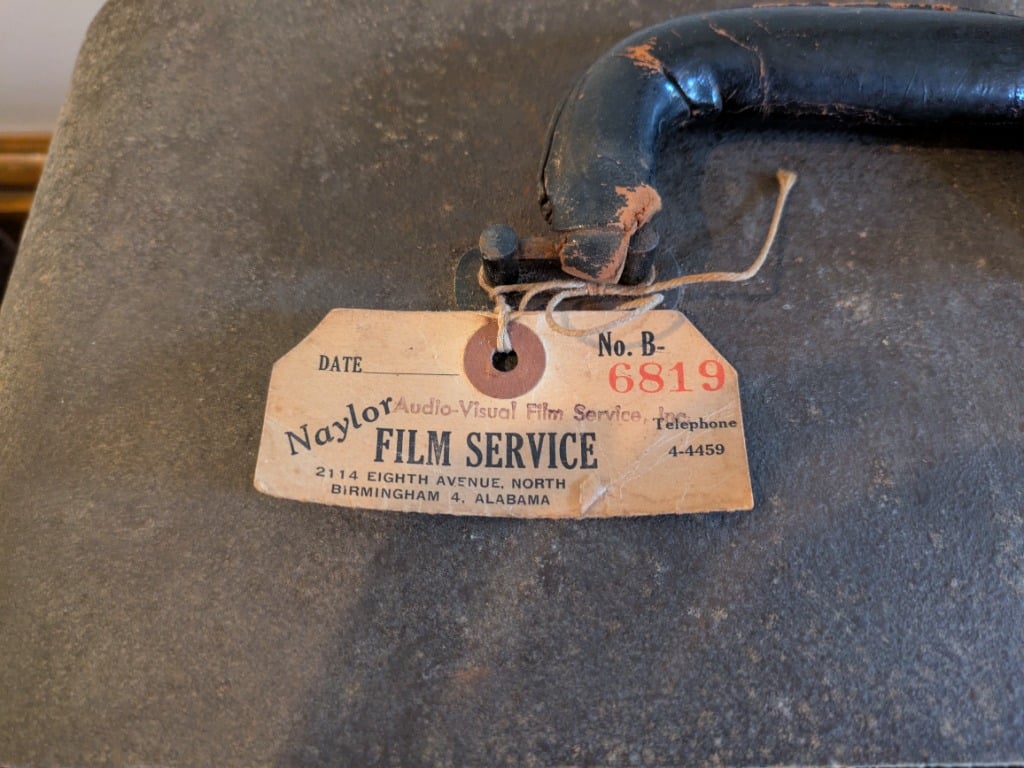 DATE
No. B-
6819
Audio-Visual Film Service, Inc.
Naylor
FILM SERVICE
Telephone
4-4459
2114 EIGHTH AVENUE, NORTH
BIRMINGHAM 4, ALABAMA